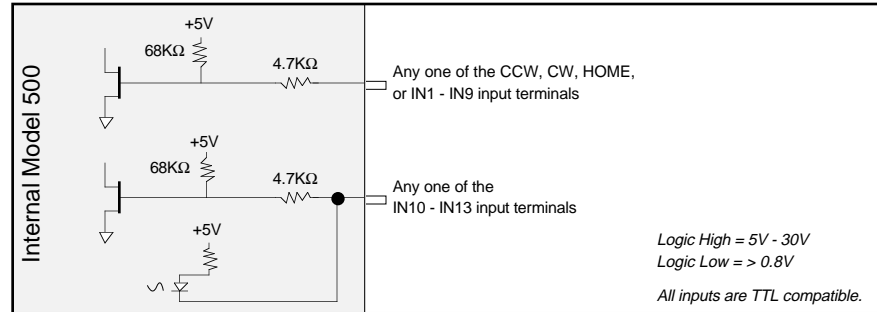 Internal Model 500
+5V
68KΩ
4.7KΩ
Any one of the CCW, CW, HOME,
or IN1 - IN9 input terminals
+5V
68KΩ
4.7KΩ
Any one of the
IN10 - IN13 input terminals
+5V
Logic High = 5V - 30V
Logic Low = > 0.8V
All inputs are TTL compatible.